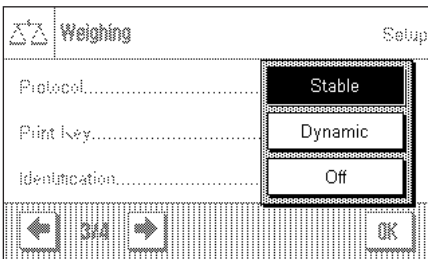 Weighing Setup
Protocol.............................. Stable
Print Key.............................. Dynamic
Identification........................ Off
3/4 OK